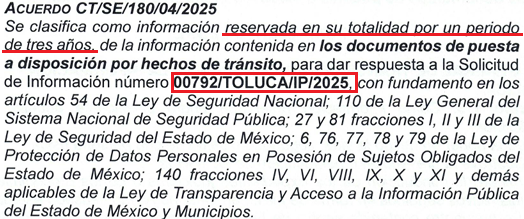 ACUERDO CT/SE/180/04/2025
Se clasifica como información reservada en su totalidad por un periodo
de tres años, de la información contenida en los documentos de puesta
a disposición por hechos de tránsito, para dar respuesta a la Solicitud
de Información número 00792/TOLUCA/IP/2025, con fundamento en los
artículos 54 de la Ley de Seguridad Nacional; 110 de la Ley General del
Sistema Nacional de Seguridad Pública; 27 y 81 fracciones I, II y III de la
Ley de Seguridad del Estado de México; 6, 76, 77, 78 y 79 de la Ley de
Protección de Datos Personales en Posesión de Sujetos Obligados del
Estado de México; 140 fracciones IV, VI, VIII, IX, X y XI y demás
aplicables de la Ley de Transparencia y Acceso a la Información Pública
del Estado de México y Municipios.